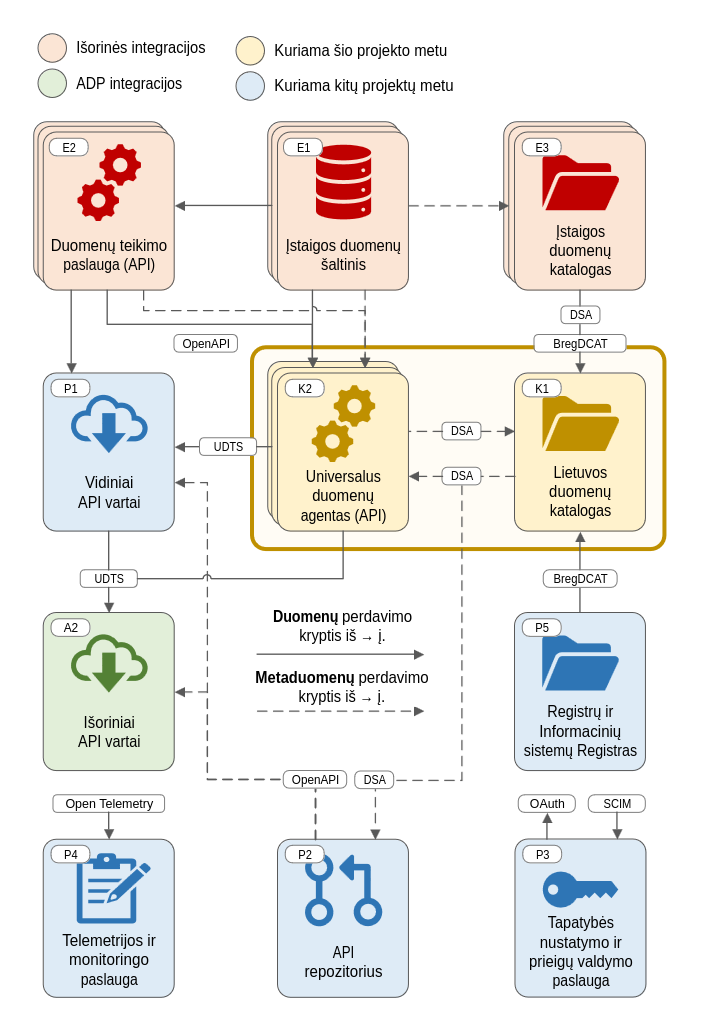 Išorinės integracijos
Kuriama šio projekto metu
ADP integracijos
Kuriama kitų projektų metu
E2
Duomenų teikimo
paslauga (API)
E1
Įstaigos duomenų
šaltinis
E3
Įstaigos
duomenų
katalogas
DSA
OpenAPI
BregDCAT
P1
Vidiniai
API vartai
UDTS
K2
Universalus
duomenų
agentas (API)
DSA
DSA
K1
Lietuvos
duomenų
katalogas
UDTS
BregDCAT
A2
Išoriniai
API vartai
Duomenų perdavimo
kryptis iš → į.
Metaduomenų perdavimo
kryptis iš → į.
P5
Registrų ir
Informacinių
sistemų Registras
OpenAPI
DSA
Open Telemetry
OAuth
SCIM
P4
Telemetrijos ir
monitoringo
paslauga
P2
API
repozitorius
P3
Tapatybės
nustatymo ir
prieigų valdymo
paslauga